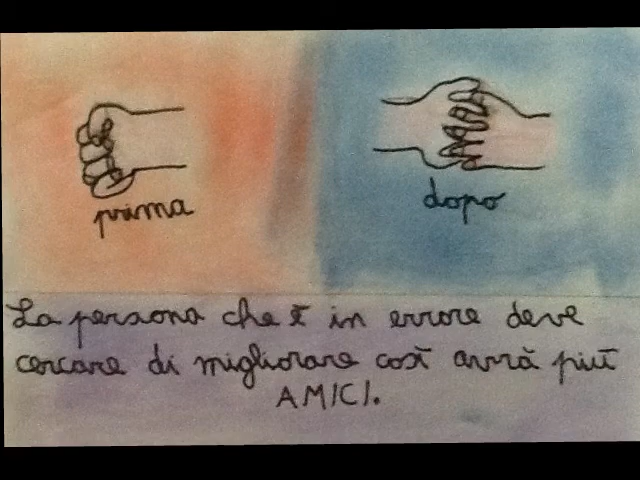 prima
dopo
La persona che è in errore deve
cercare di migliorare così avrà più
AMICI.